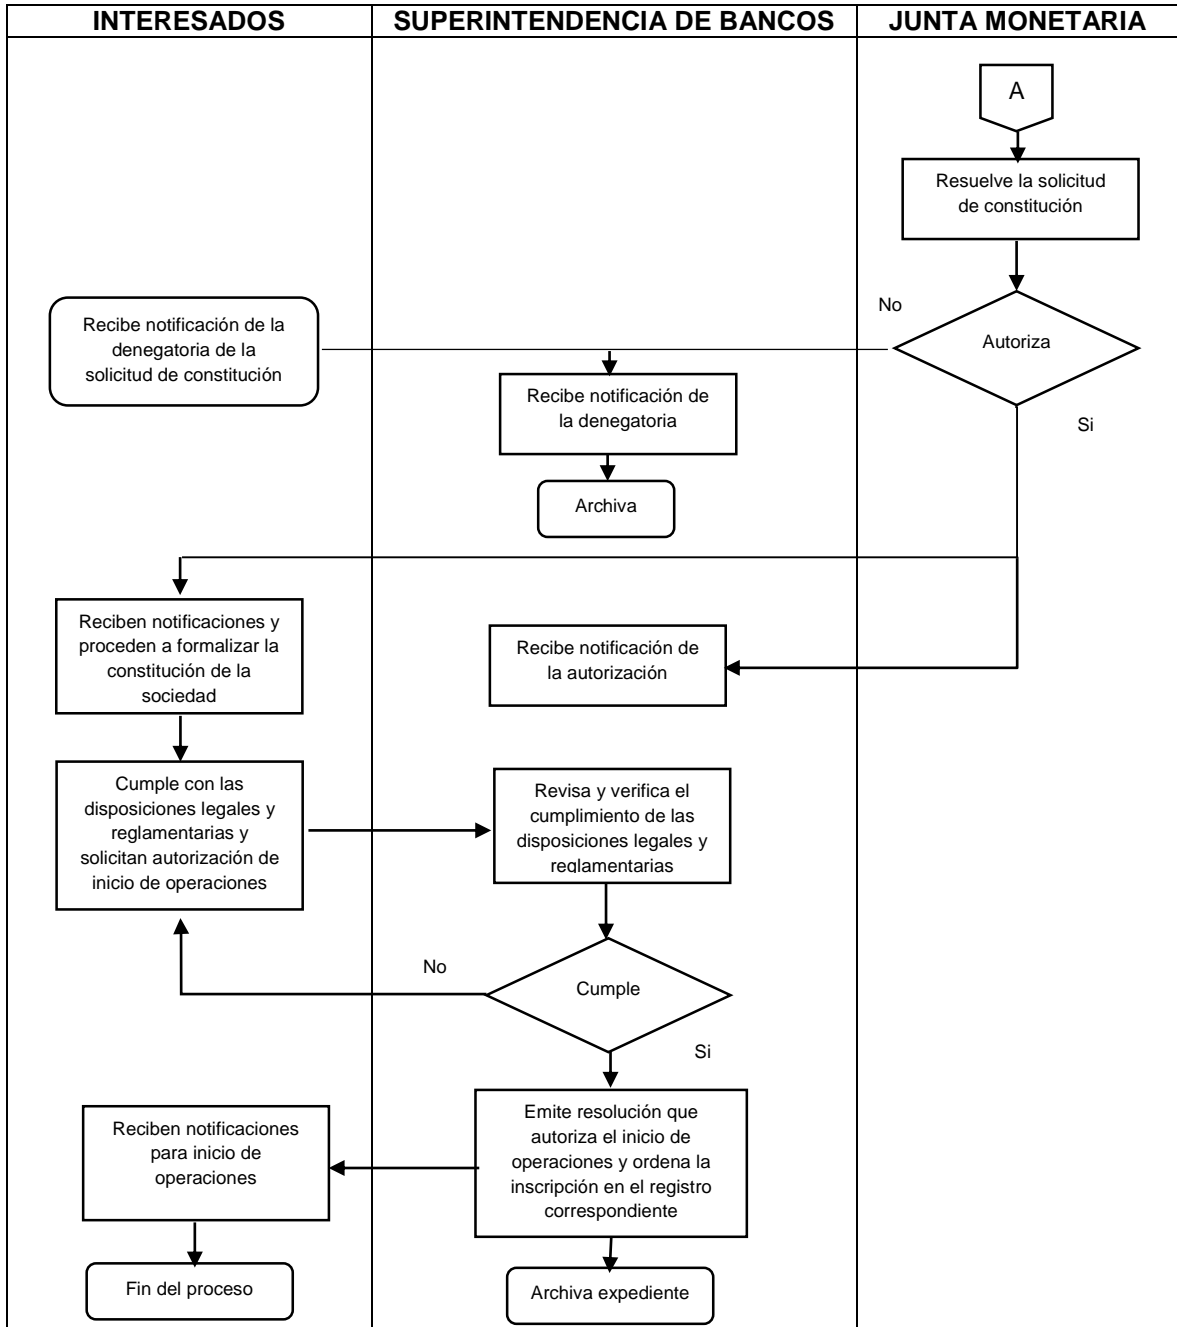 INTERESADOS
SUPERINTENDENCIA DE BANCOS
JUNTA MONETARIA
A
Resuelve la solicitud
de constitución
No
Autoriza
Si
Recibe notificación de la
denegatoria de la
solicitud de constitución
Recibe notificación de
la denegatoria
Archiva
Reciben notificaciones y
proceden a formalizar la
constitución de la
sociedad
Recibe notificación de
la autorización
Cumple con las
disposiciones legales y
reglamentarias y
solicitan autorización de
inicio de operaciones
Revisa y verifica el
cumplimiento de las
disposiciones legales y
reglamentarias
No
Cumple
Si
Emite resolución que
autoriza el inicio de
operaciones y ordena la
inscripción en el registro
correspondiente
Reciben notificaciones
para inicio de
operaciones
Fin del proceso
Archiva expediente